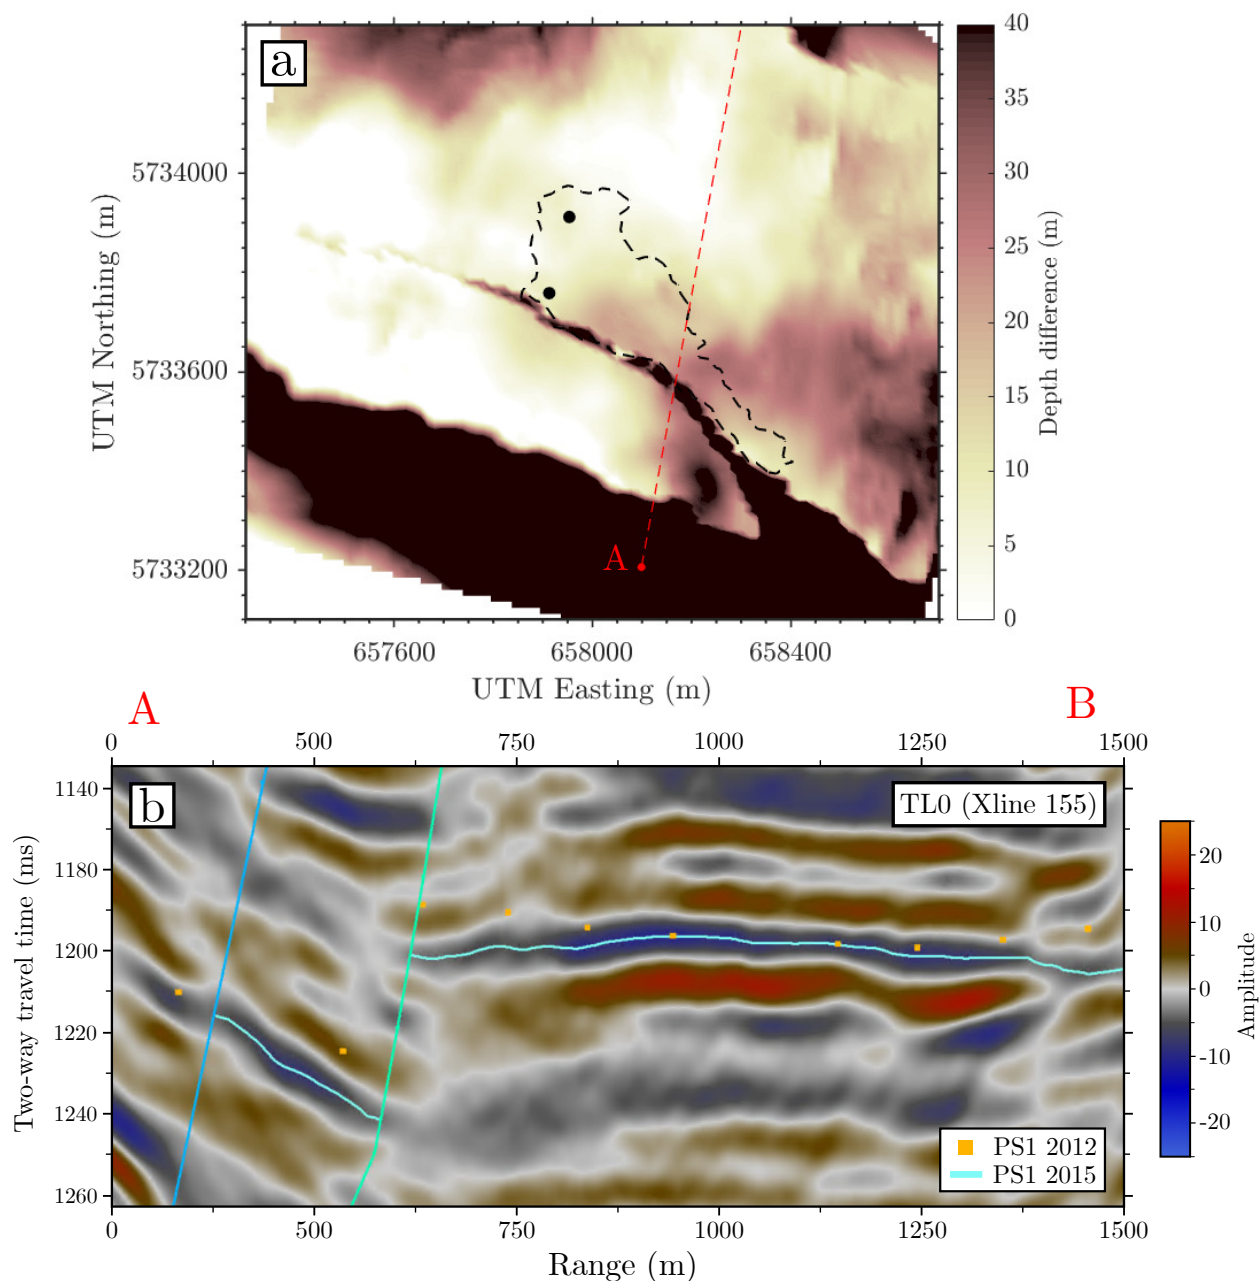 a
40
35
30
25
20
15
10
5
0
Depth difference (m)
5734000
5733600
5733200
UTM Northing (m)
A
657600 658000 658400
UTM Easting (m)
A B
0 500 750 1000 1250 1500
b
TL0 (Xline 155)
1140
1180
1200
1220
1240
1260
Two-way travel time (ms)
20
10
0
-10
-20
Amplitude
PS1 2012
PS1 2015
0 500 750 1000 1250 1500
Range (m)